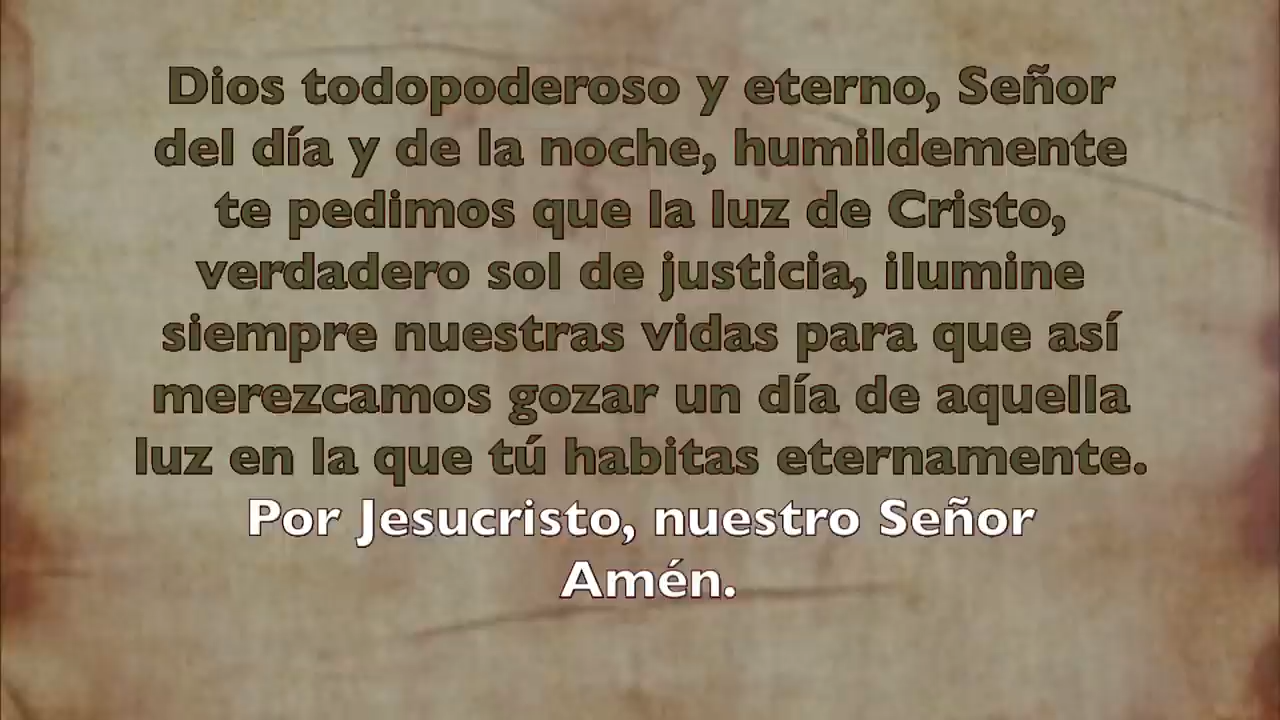 Dios todopoderoso y eterno, Señor
del día y de la noche, humildemente
te pedimos que la luz de Cristo,
verdadero sol de justicia, ilumine
siempre nuestras vidas para que así
merezcamos gozar un día de aquella
luz en la que tú habitas eternamente.
Por Jesucristo, nuestro Señor
Amén.